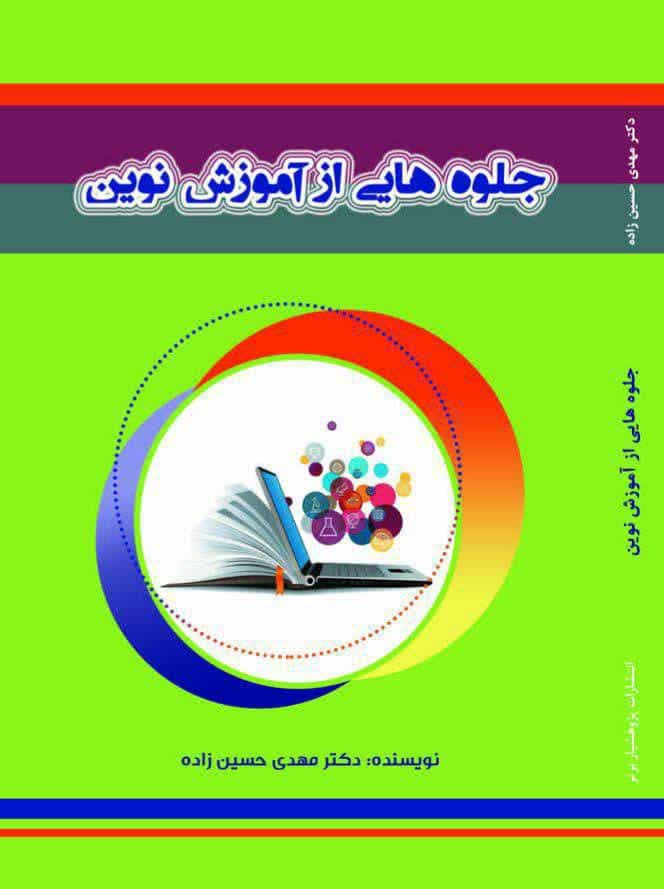 جلوه هایی از آموزش نوین
نویسنده: دکتر مهدی حسین زاده
دکتر مهدی حسین زاده
جلوه هایی از آموزش نوین
انتشارات پژوهشیار برتر